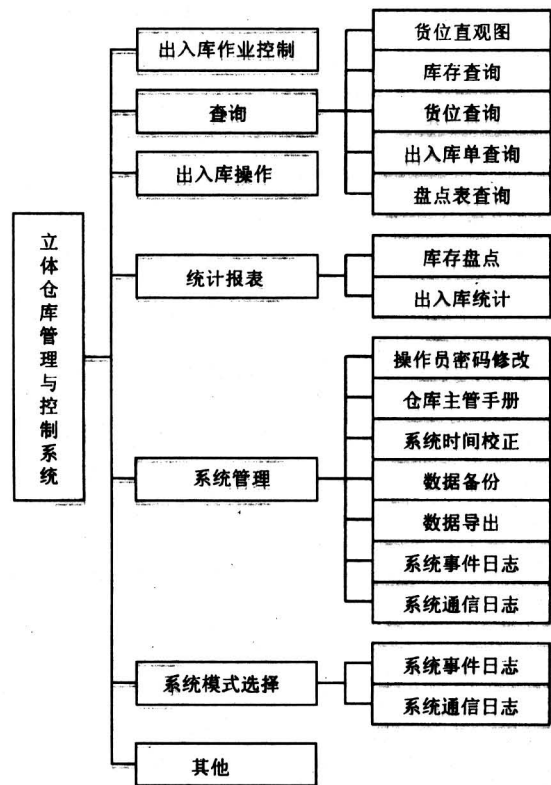 立体仓库管理与控制系统
出入库作业控制
查询
货位直观图
库存查询
货位查询
出入库单查询
盘点表查询
出入库操作
统计报表
库存盘点
出入库统计
系统管理
操作员密码修改
仓库主管手册
系统时间校正
数据备份
数据导出
系统事件日志
系统通信日志
系统模式选择
系统事件日志
系统通信日志
其他